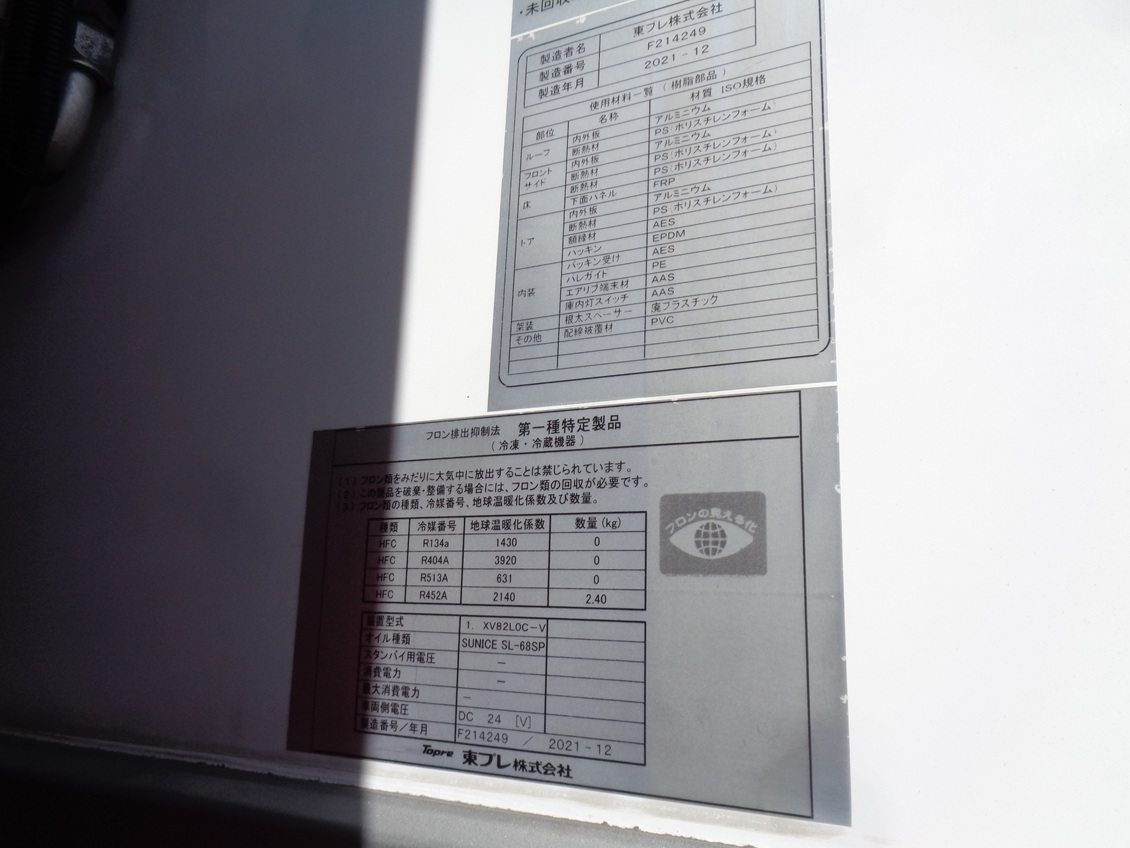 ・未回収
製造者名 東プレ株式会社
製造番号 F214249
製造年月 2021-12
使用材料一覧（樹脂部品）
部位 名称 材質 ISO規格
ルーフ 内外板 アルミニウム
断熱材 PS(ポリスチレンフォーム)
フロント サイド 内外板 アルミニウム
断熱材 PS(ポリスチレンフォーム)
床 断熱材 PS(ポリスチレンフォーム)
下面パネル FRP
ドア 内外板 アルミニウム
断熱材 PS(ポリスチレンフォーム)
額縁材 AES
パッキン EPDM
パッキン受け AES
内装 ハレガイド PE
エアリブ端末材 AAS
庫内灯スイッチ AAS
架装 根太スペーサー 廃プラスチック
その他 配線被覆材 PVC
フロン排出抑制法 第一種特定製品
（冷凍・冷蔵機器）
(1) フロン類をみだりに大気中に放出することは禁じられています。
(2) この製品を破棄・整備する場合には、フロン類の回収が必要です。
(3) フロン類の種類、冷媒番号、地球温暖化係数及び数量。
種類 冷媒番号 地球温暖化係数 数量(kg)
HFC R134a 1430 0
HFC R404A 3920 0
HFC R513A 631 0
HFC R452A 2140 2.40
フロンの見える化
装置型式 1. XV82LOC-V
オイル種類 SUNICE SL-68SP
スタンバイ用電圧 —
消費電力 —
最大消費電力 —
車両側電圧 DC 24 [V]
製造番号/年月 F214249 / 2021-12
Topre 東プレ株式会社